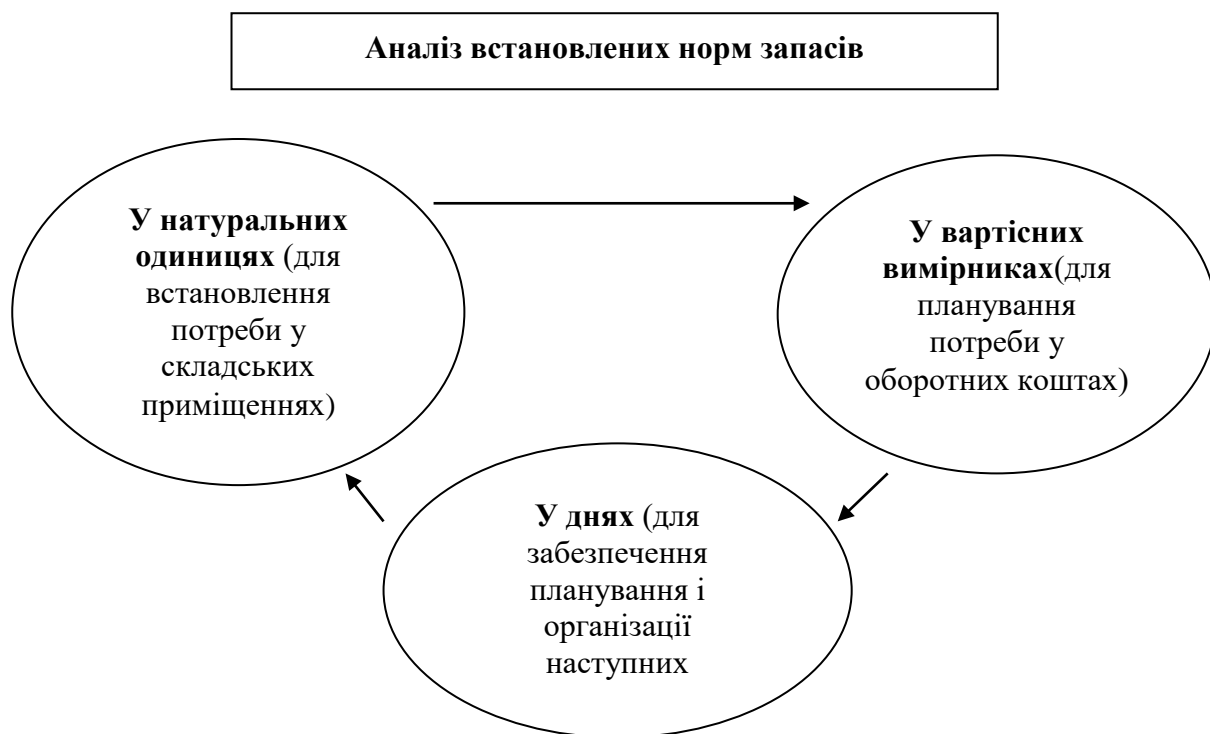 Аналіз встановлених норм запасів
У натуральних
одиницях (для
встановлення
потреби у
складських
приміщеннях)
У вартісних
вимірниках(для
планування
потреби у
оборотних коштах)
У днях (для
забезпечення
планування і
організації
наступних